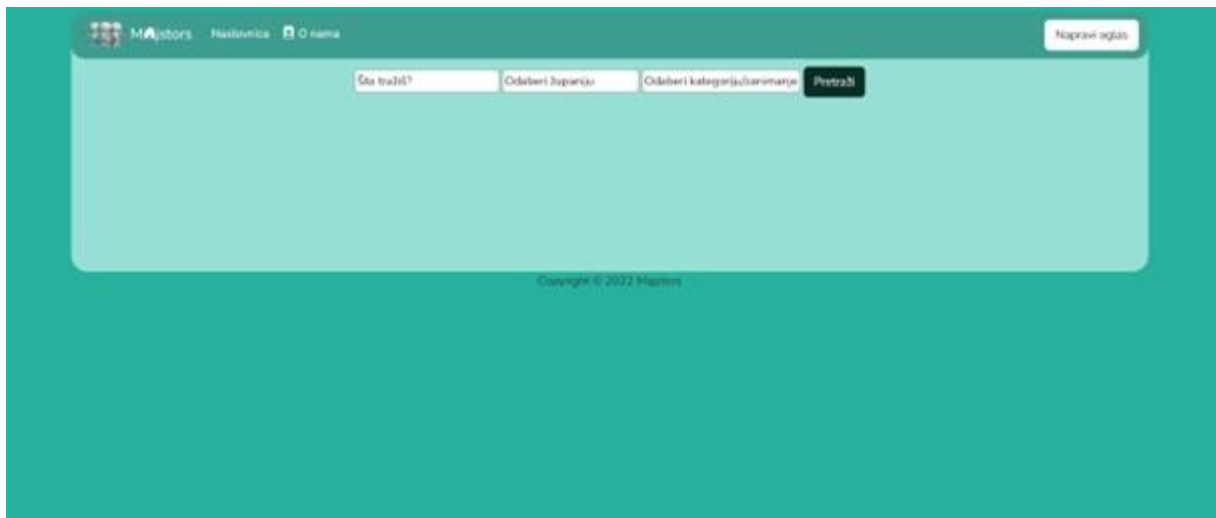 Majstors Naslovnica O nama Napravi oglas
Što tražiš? Odaberi županiju Odaberi kategoriju/zanimanje Pretraži
Copyright © 2022 Majstors